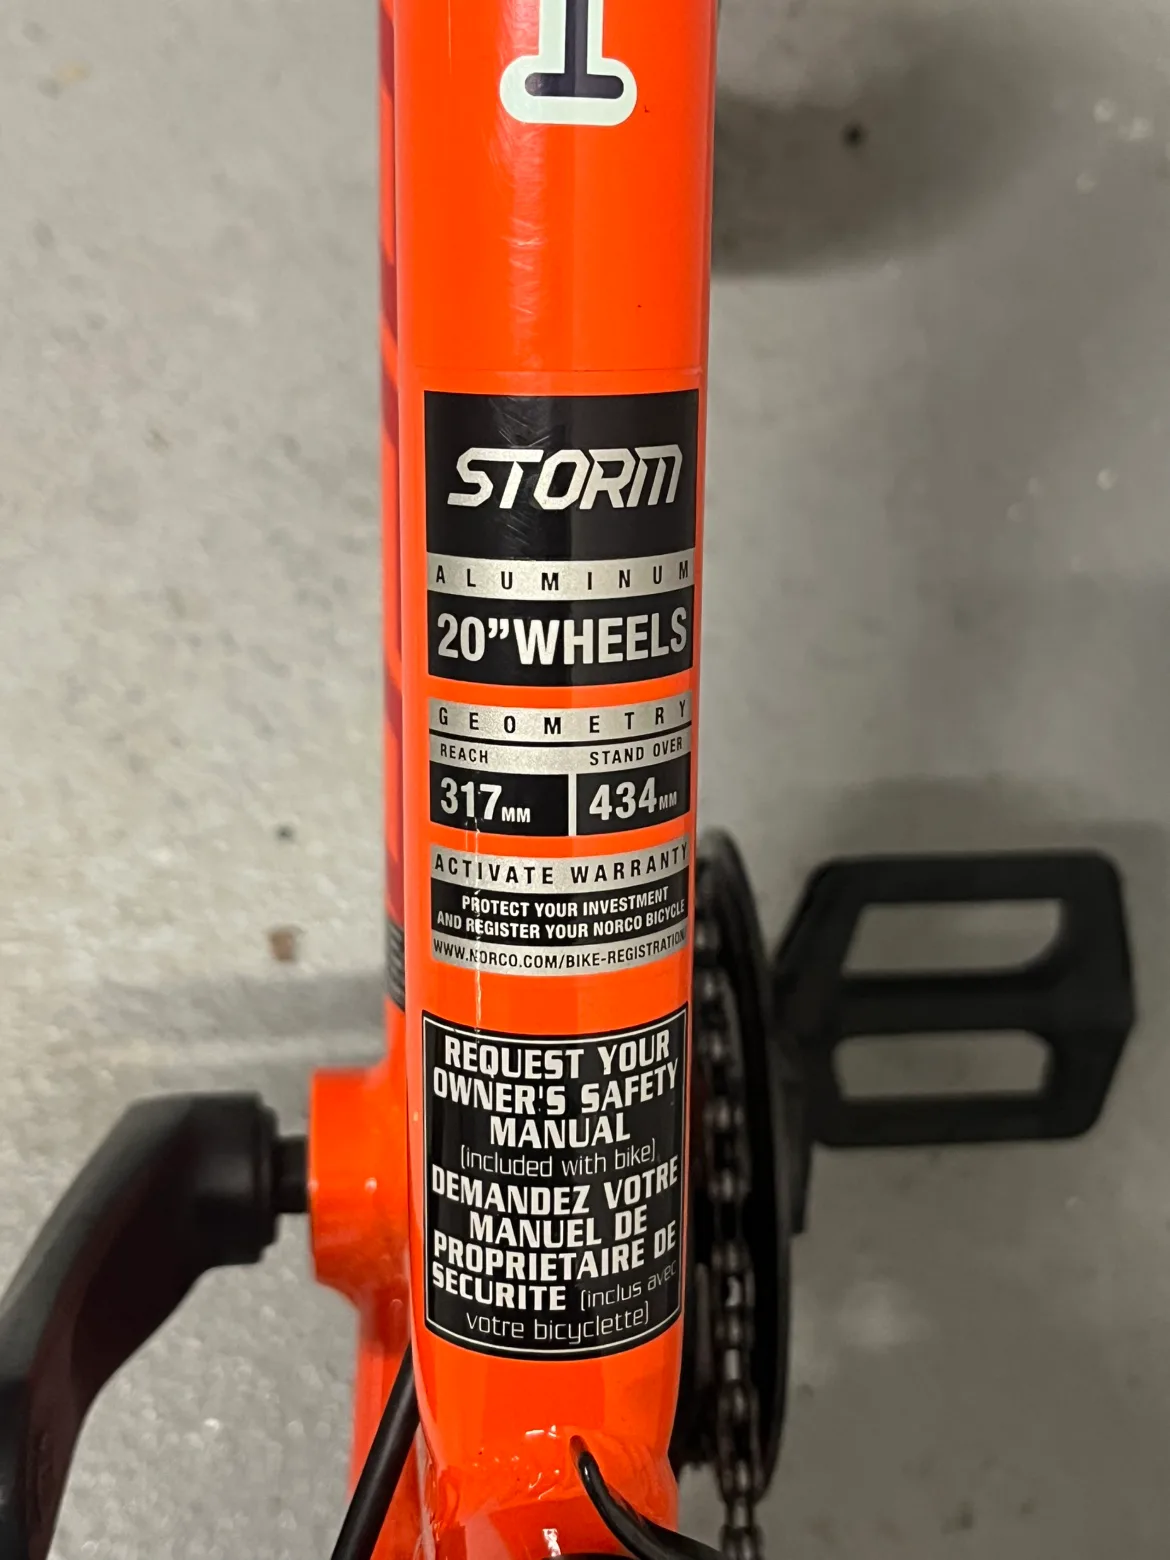 STORM
ALUMINUM
20” WHEELS
GEOMETRY
REACH STAND OVER
317MM 434MM
ACTIVATE WARRANTY
PROTECT YOUR INVESTMENT
AND REGISTER YOUR NORCO BICYCLE
WWW.NORCO.COM/BIKE-REGISTRATION
REQUEST YOUR
OWNER'S SAFETY
MANUAL
(included with bike)
DEMANDEZ VOTRE
MANUEL DE
PROPRIETAIRE DE
SECURITE (inclus avec
votre bicyclette)